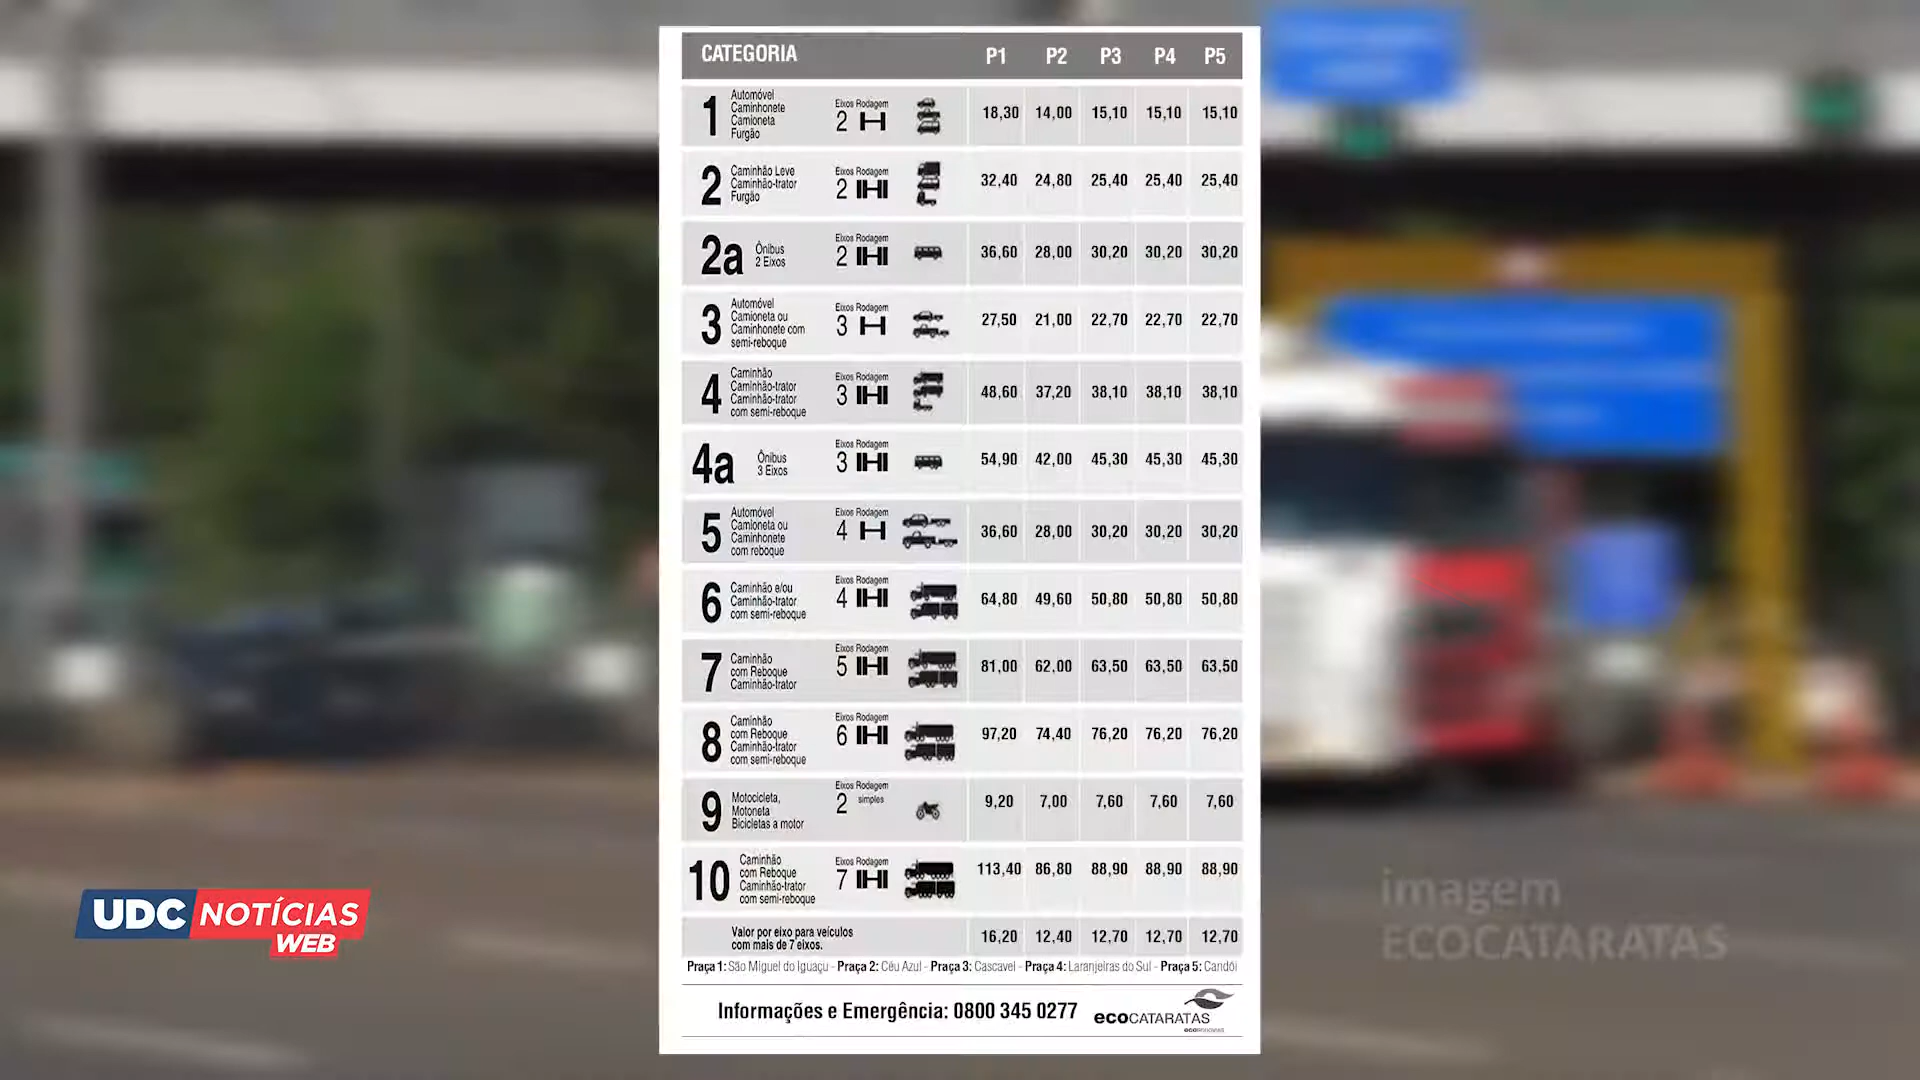 CATEGORIA P1 P2 P3 P4 P5
1 Automóvel
Caminhonete
Camioneta
Furgão
Eixos Rodagem
2
18,30 14,00 15,10 15,10 15,10
2 Caminhão Leve
Caminhão-trator
Furgão
Eixos Rodagem
2
32,40 24,80 25,40 25,40 25,40
2a Ônibus
2 Eixos
Eixos Rodagem
2
36,60 28,00 30,20 30,20 30,20
3 Automóvel
Camioneta ou
Caminhonete com
semi-reboque
Eixos Rodagem
3
27,50 21,00 22,70 22,70 22,70
4 Caminhão
Caminhão-trator
Caminhão-trator
com semi-reboque
Eixos Rodagem
3
48,60 37,20 38,10 38,10 38,10
4a Ônibus
3 Eixos
Eixos Rodagem
3
54,90 42,00 45,30 45,30 45,30
5 Automóvel
Camioneta ou
Caminhonete
com reboque
Eixos Rodagem
4
36,60 28,00 30,20 30,20 30,20
6 Caminhão e/ou
Caminhão-trator
com semi-reboque
Eixos Rodagem
4
64,80 49,60 50,80 50,80 50,80
7 Caminhão
com Reboque
Caminhão-trator
Eixos Rodagem
5
81,00 62,00 63,50 63,50 63,50
8 Caminhão
com Reboque
Caminhão-trator
com semi-reboque
Eixos Rodagem
6
97,20 74,40 76,20 76,20 76,20
9 Motocicleta,
Motoneta
Bicicletas a motor
Eixos Rodagem
2 simples
9,20 7,00 7,60 7,60 7,60
10 Caminhão
com Reboque
Caminhão-trator
com semi-reboque
Eixos Rodagem
7
113,40 86,80 88,90 88,90 88,90
Valor por eixo para veículos
com mais de 7 eixos.
16,20 12,40 12,70 12,70 12,70
Praça 1: São Miguel do Iguaçu - Praça 2: Céu Azul - Praça 3: Cascavel - Praça 4: Laranjeiras do Sul - Praça 5: Candói
Informações e Emergência: 0800 345 0277
ecoCATARATAS
ecorodovias
UDC NOTÍCIAS
WEB
imagem
ECOCATARATAS